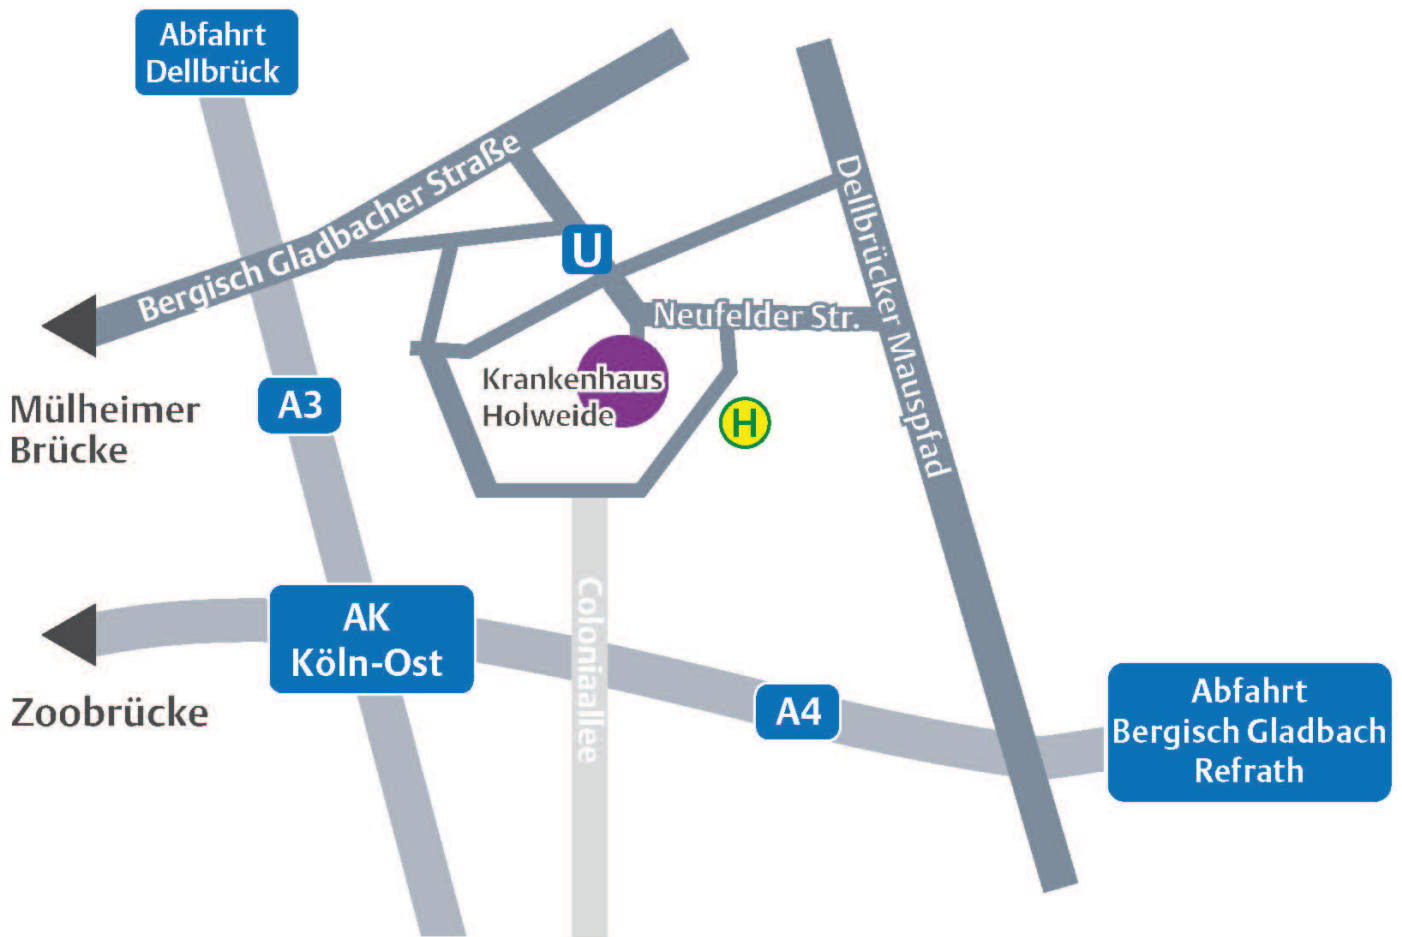 Abfahrt
Dellbrück
Bergisch Gladbacher Straße
Dellbrücker Mauspfad
U
Neufelder Str.
Krankenhaus
Holweide
H
A3
Mülheimer
Brücke
AK
Köln-Ost
Coloniaallee
Zoobrücke
A4
Abfahrt
Bergisch Gladbach
Refrath